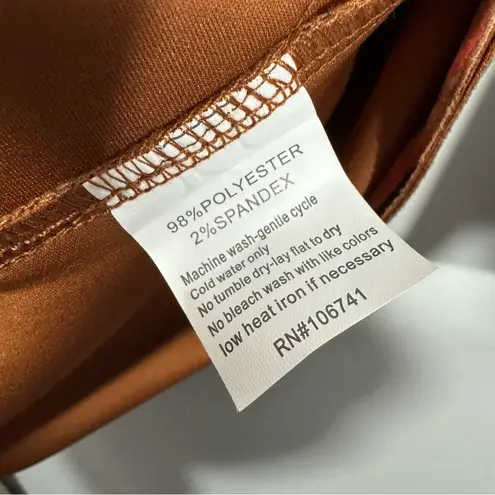 98%POLYESTER
2%SPANDEX
Machine wash-gentle cycle
Cold water only
No tumble dry-lay flat to dry
No bleach wash with like colors
low heat iron if necessary
RN#106741